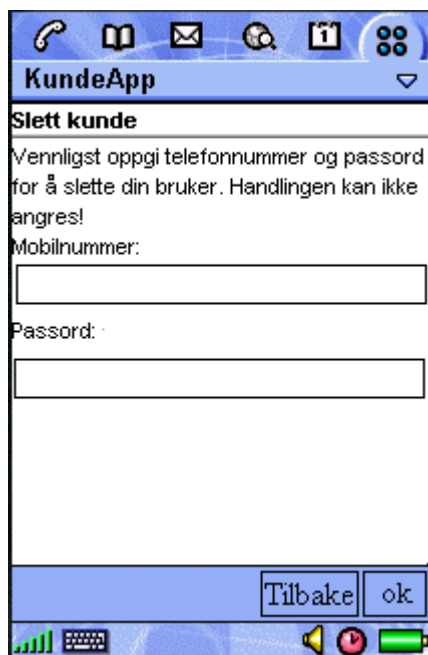 KundeApp
Slett kunde
Vennligst oppgi telefonnummer og passord
for å slette din bruker. Handlingen kan ikke
angres!
Mobilnummer:
Passord:
Tilbake ok